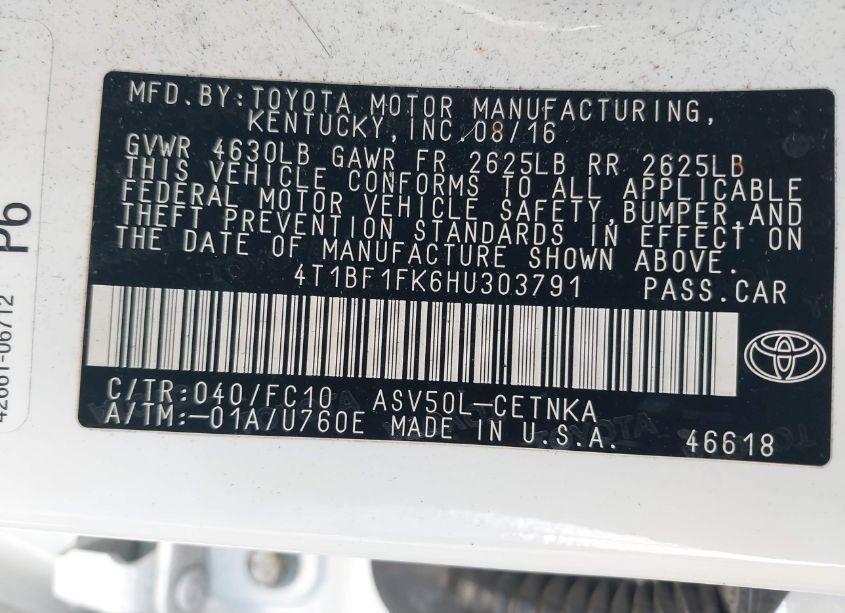 MFD.BY:TOYOTA MOTOR MANUFACTURING,
KENTUCKY,INC 08/16
GVWR 4630LB GAWR FR 2625LB RR 2625LB
THIS VEHICLE CONFORMS TO ALL APPLICABLE
FEDERAL MOTOR VEHICLE SAFETY,BUMPER,AND
THEFT PREVENTION STANDARDS IN EFFECT ON
THE DATE OF MANUFACTURE SHOWN ABOVE.
4T1BF1FK6HU303791 PASS.CAR
C/TR:040/FC10 ASV50L-CETNKA
A/TM:-01A/U760E MADE IN U.S.A. 46618
P6
42661-06712